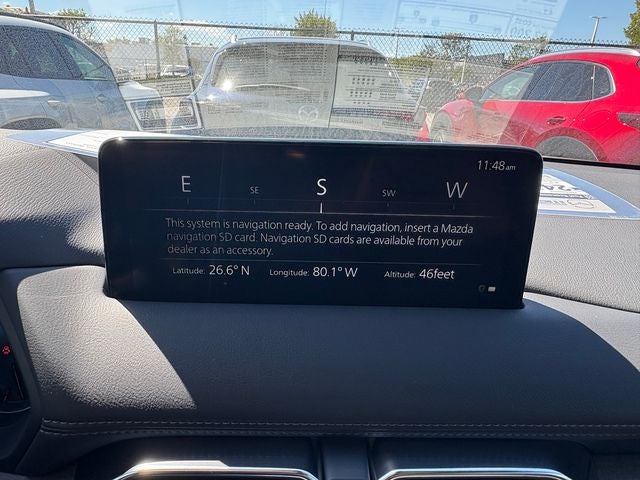 11:48am
E SE S SW W
This system is navigation ready. To add navigation, insert a Mazda
navigation SD card. Navigation SD cards are available from your
dealer as an accessory.
Latitude: 26.6° N Longitude: 80.1° W Altitude: 46feet